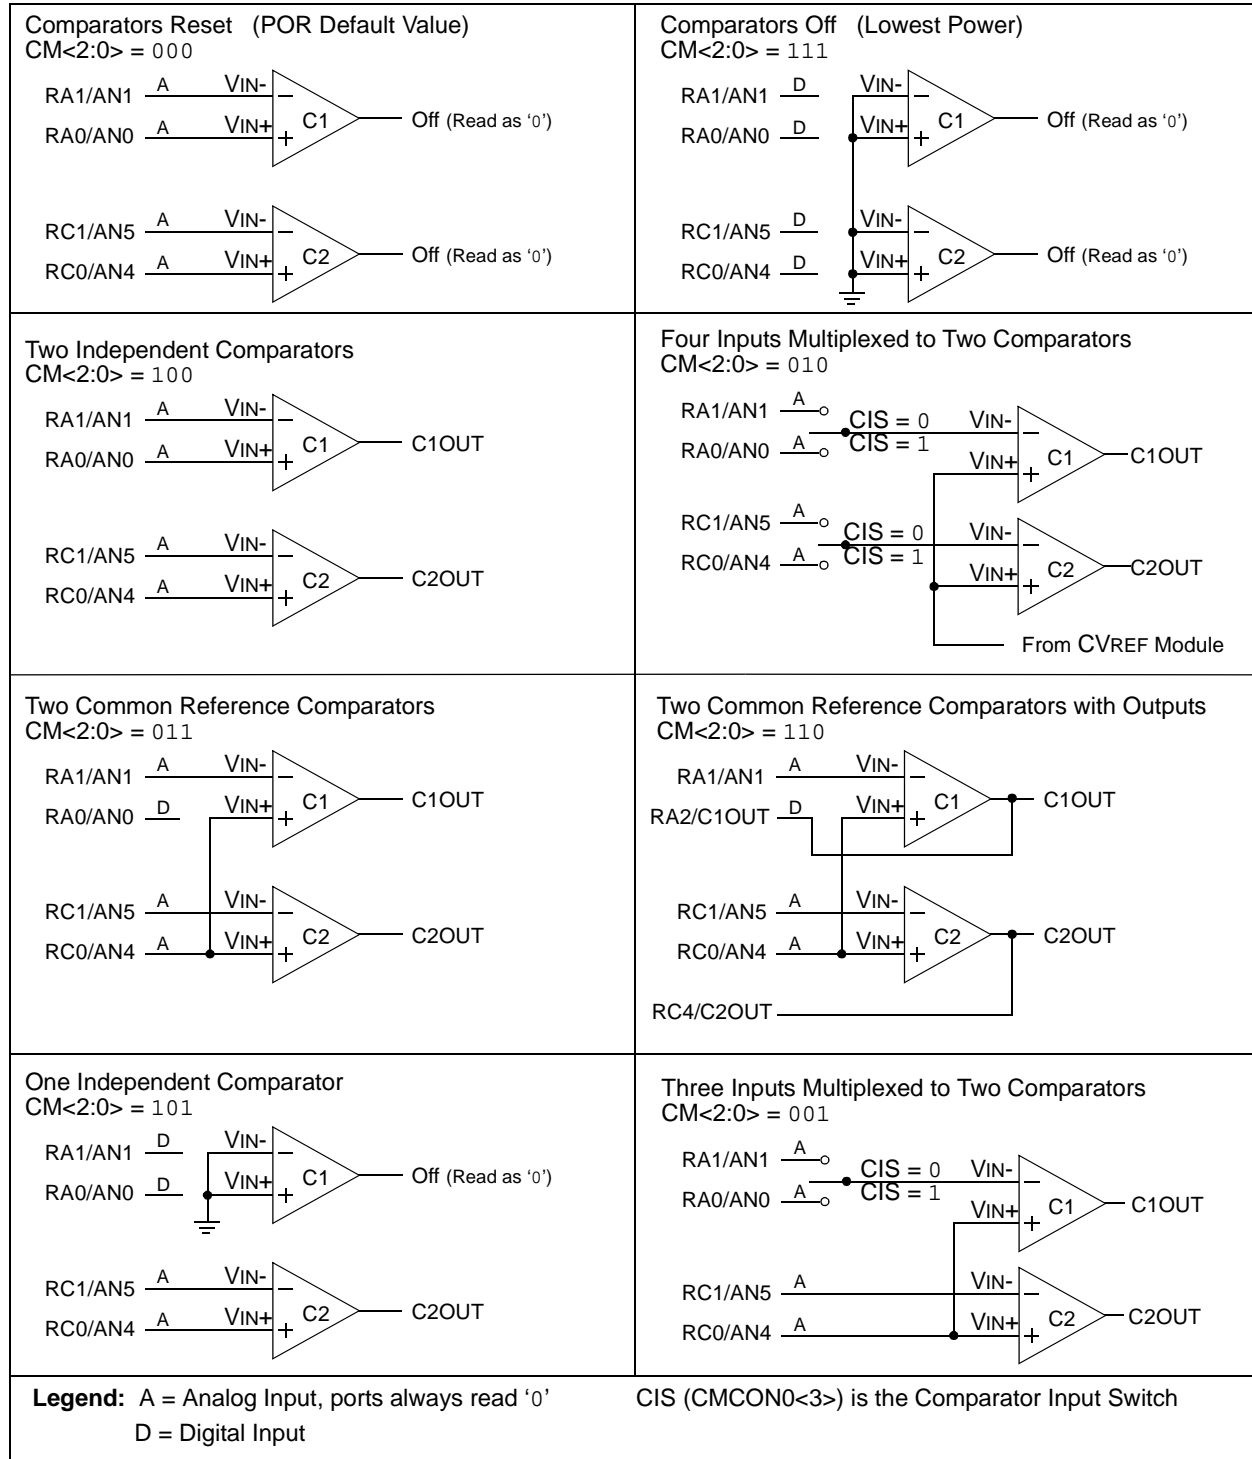 Comparators Reset (POR Default Value)
CM<2:0> = 000
RA1/AN1 A VIN-
RA0/AN0 A VIN+
C1
Off (Read as ‘0’)
RC1/AN5 A VIN-
RC0/AN4 A VIN+
C2
Off (Read as ‘0’)
Comparators Off (Lowest Power)
CM<2:0> = 111
RA1/AN1 D VIN-
RA0/AN0 D VIN+
C1
Off (Read as ‘0’)
RC1/AN5 D VIN-
RC0/AN4 D VIN+
C2
Off (Read as ‘0’)
Two Independent Comparators
CM<2:0> = 100
RA1/AN1 A VIN-
RA0/AN0 A VIN+
C1
C1OUT
RC1/AN5 A VIN-
RC0/AN4 A VIN+
C2
C2OUT
Four Inputs Multiplexed to Two Comparators
CM<2:0> = 010
RA1/AN1 A
CIS = 0 VIN-
RA0/AN0 A
CIS = 1
VIN+
C1
C1OUT
RC1/AN5 A
CIS = 0 VIN-
RC0/AN4 A
CIS = 1
VIN+
C2
C2OUT
From CVREF Module
Two Common Reference Comparators
CM<2:0> = 011
RA1/AN1 A VIN-
RA0/AN0 D VIN+
C1
C1OUT
RC1/AN5 A VIN-
RC0/AN4 A VIN+
C2
C2OUT
Two Common Reference Comparators with Outputs
CM<2:0> = 110
RA1/AN1 A VIN-
RA2/C1OUT D VIN+
C1
C1OUT
RC1/AN5 A VIN-
RC0/AN4 A VIN+
C2
C2OUT
RC4/C2OUT
One Independent Comparator
CM<2:0> = 101
RA1/AN1 D VIN-
RA0/AN0 D VIN+
C1
Off (Read as ‘0’)
RC1/AN5 A VIN-
RC0/AN4 A VIN+
C2
C2OUT
Three Inputs Multiplexed to Two Comparators
CM<2:0> = 001
RA1/AN1 A
CIS = 0 VIN-
RA0/AN0 A
CIS = 1
VIN+
C1
C1OUT
RC1/AN5 A VIN-
RC0/AN4 A VIN+
C2
C2OUT
Legend: A = Analog Input, ports always read ‘0’ CIS (CMCON0<3>) is the Comparator Input Switch
D = Digital Input